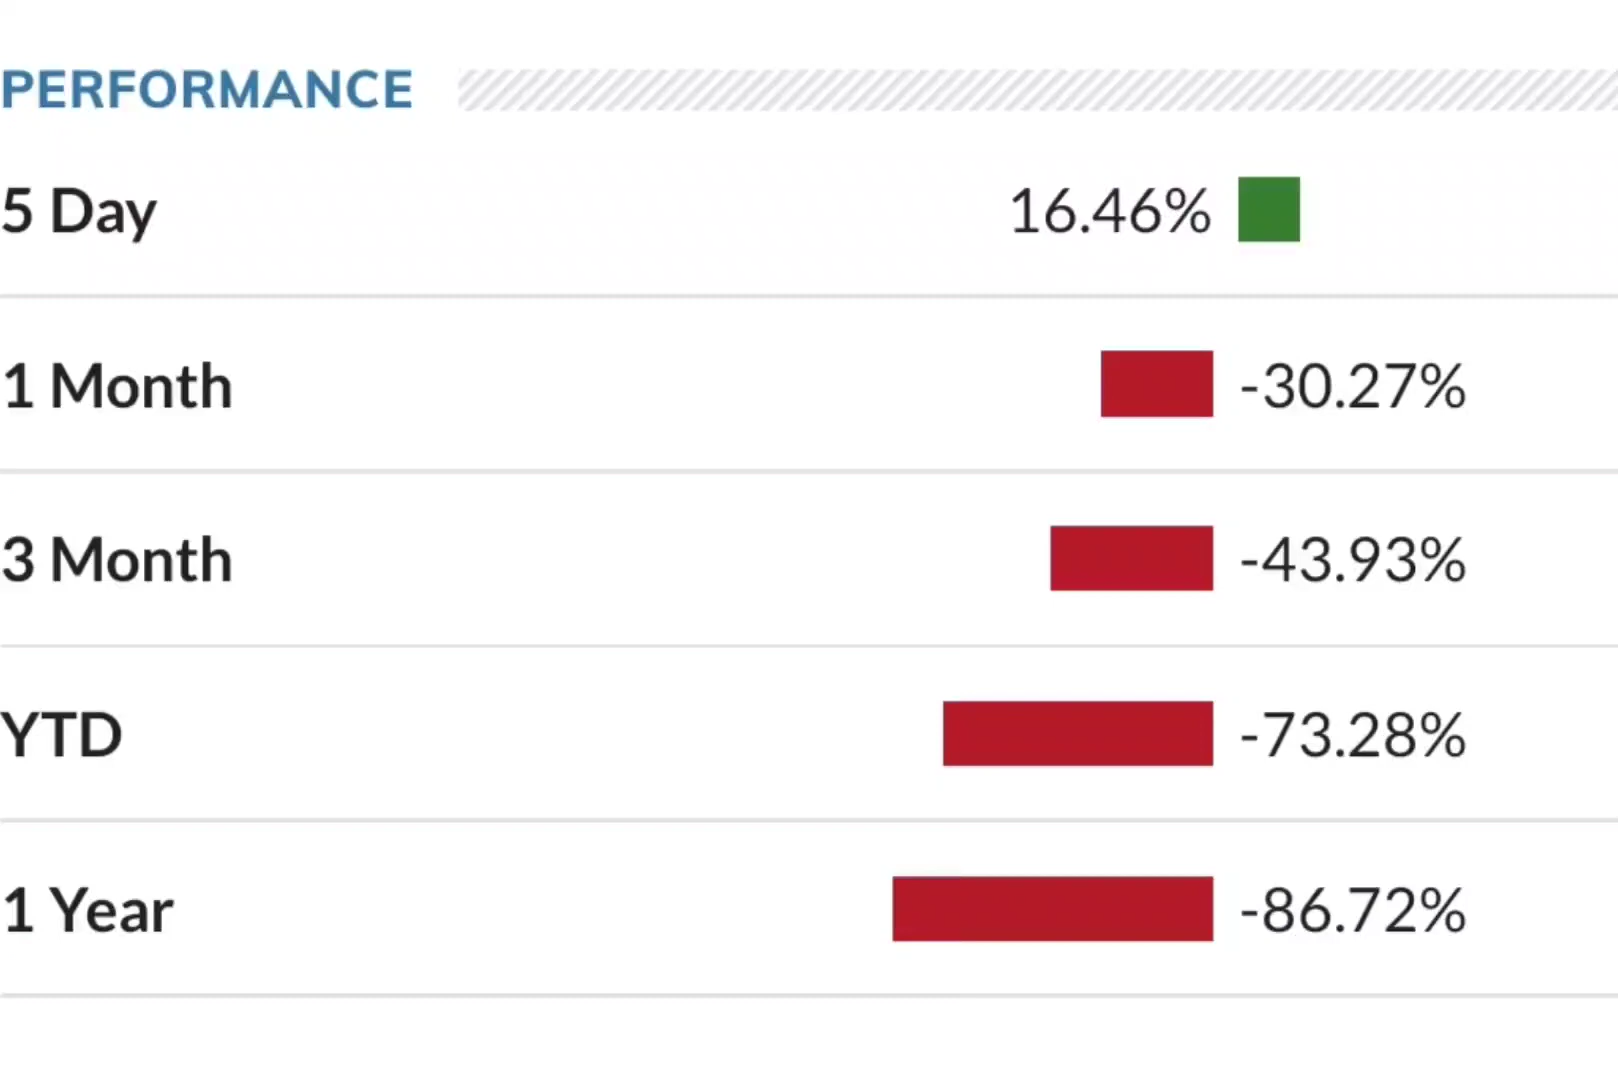 PERFORMANCE
5 Day 16.46%
1 Month -30.27%
3 Month -43.93%
YTD -73.28%
1 Year -86.72%